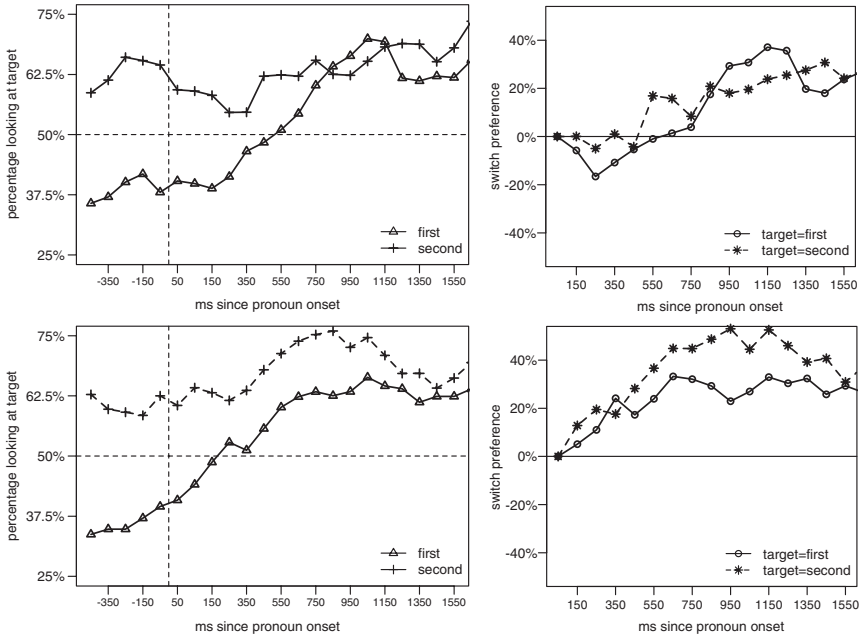 75%
62.5%
50%
37.5%
25%
percentage looking at target
first
second
-350 -150 50 150 350 550 750 950 1150 1350 1550
ms since pronoun onset
40%
20%
0%
-20%
-40%
switch preference
target=first
target=second
150 350 550 750 950 1150 1350 1550
ms since pronoun onset
75%
62.5%
50%
37.5%
25%
percentage looking at target
first
second
-350 -150 50 150 350 550 750 950 1150 1350 1550
ms since pronoun onset
40%
20%
0%
-20%
-40%
switch preference
target=first
target=second
150 350 550 750 950 1150 1350 1550
ms since pronoun onset